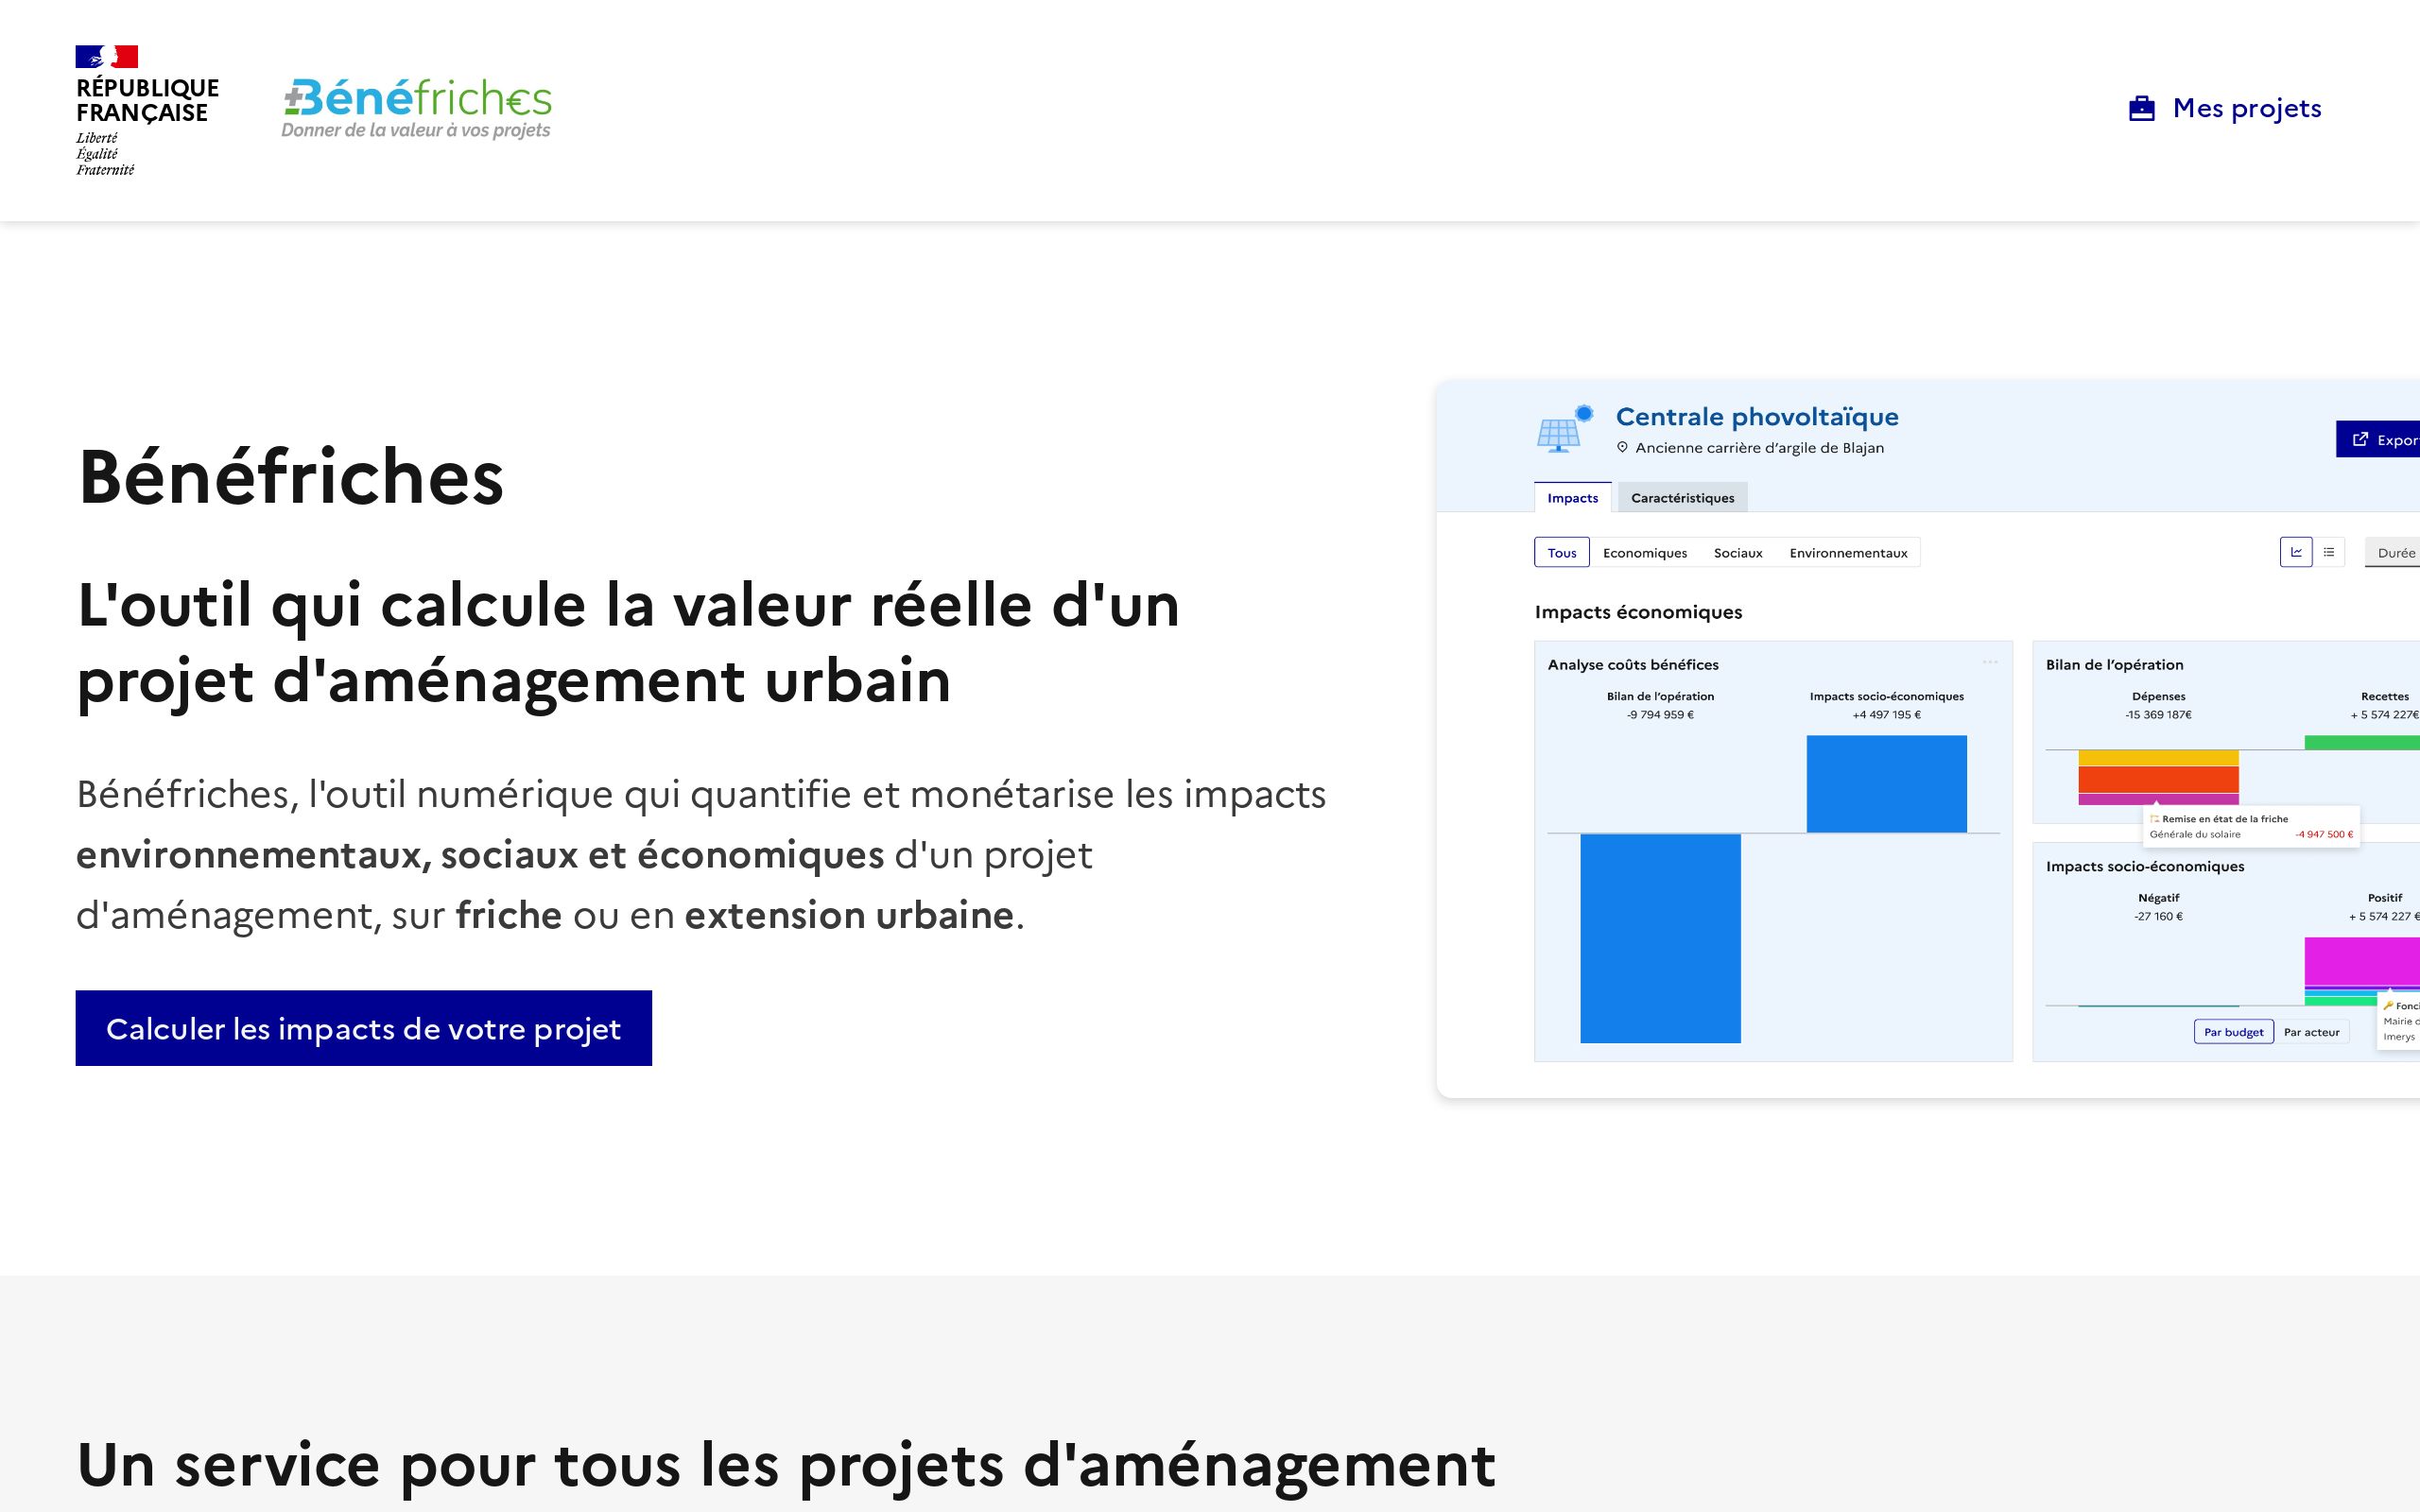 RÉPUBLIQUE
FRANÇAISE
Liberté
Égalité
Fraternité
Bénéfrich€s
Donner de la valeur à vos projets
Mes projets
Bénéfriches
L'outil qui calcule la valeur réelle d'un
projet d'aménagement urbain
Bénéfriches, l'outil numérique qui quantifie et monétarise les impacts
environnementaux, sociaux et économiques d'un projet
d'aménagement, sur friche ou en extension urbaine.
Calculer les impacts de votre projet
Centrale phovoltaïque
Ancienne carrière d’argile de Blajan
Impacts Caractéristiques
Tous Economiques Sociaux Environnementaux
Durée
Impacts économiques
Analyse coûts bénéfices
Bilan de l’opération Impacts socio-économiques
-9 794 959 € +4 497 195 €
Bilan de l’opération
Dépenses Recettes
-15 369 187€ + 5 574 227€
Remise en état de la friche
Générale du solaire -4 947 500 €
Impacts socio-économiques
Négatif Positif
-27 160 € + 5 574 227 €
Mairie
Imerys
Par budget Par acteur
Un service pour tous les projets d'aménagement